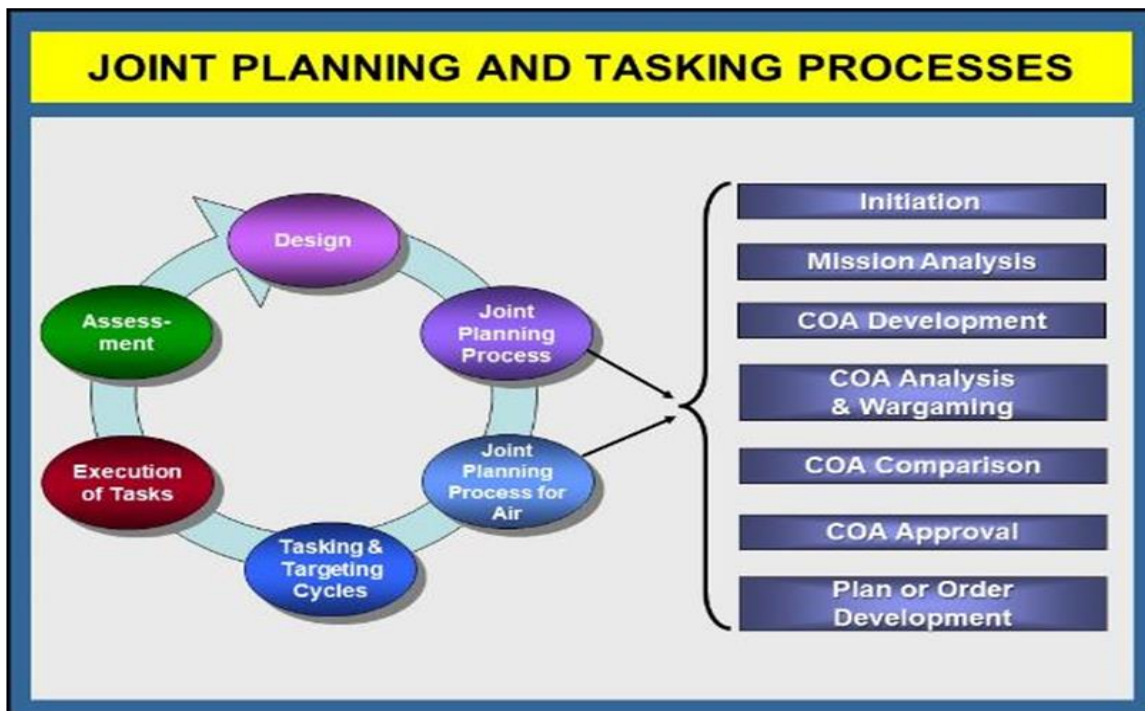 JOINT PLANNING AND TASKING PROCESSES
Design
Joint
Planning
Process
Joint
Planning
Process for
Air
Tasking &
Targeting
Cycles
Execution
of Tasks
Assess-
ment
Initiation
Mission Analysis
COA Development
COA Analysis
& Wargaming
COA Comparison
COA Approval
Plan or Order
Development